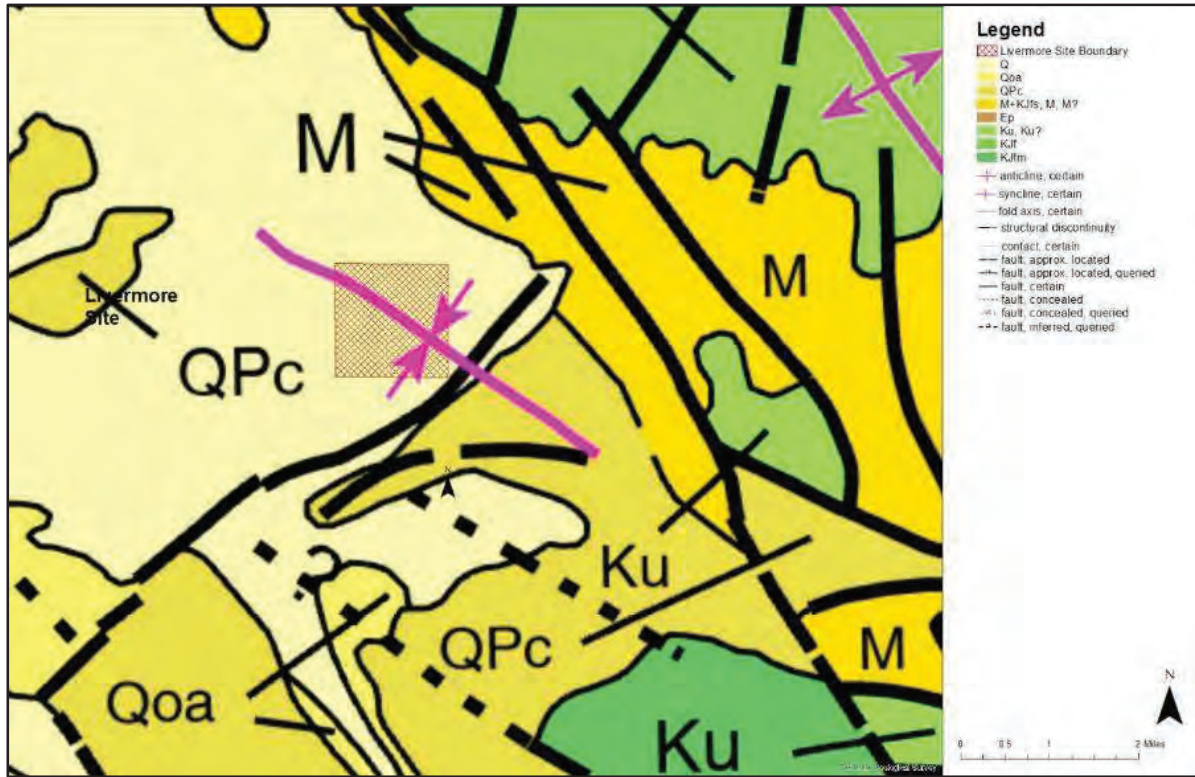 M
M
Livermore
Site
QPc
N
Ku
QPc
M
Qoa
Ku
Legend
Livermore Site Boundary
Q
Qoa
QPc
M+KJfs, M, M?
Ep
Ku, Ku?
KJf
KJfm
anticline, certain
syncline, certain
fold axis, certain
structural discontinuity
contact, certain
fault, approx. located
fault, approx. located, queried
fault, certain
fault, concealed
fault, concealed, queried
fault, inferred, queried
N
0 0.5 1 2 Miles
Geological Survey